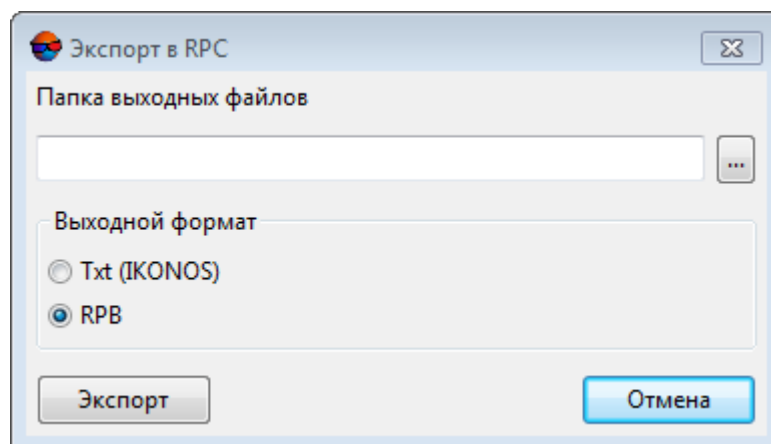 Экспорт в RPC
Папка выходных файлов
...
Выходной формат
Txt (IKONOS)
RPB
Экспорт Отмена